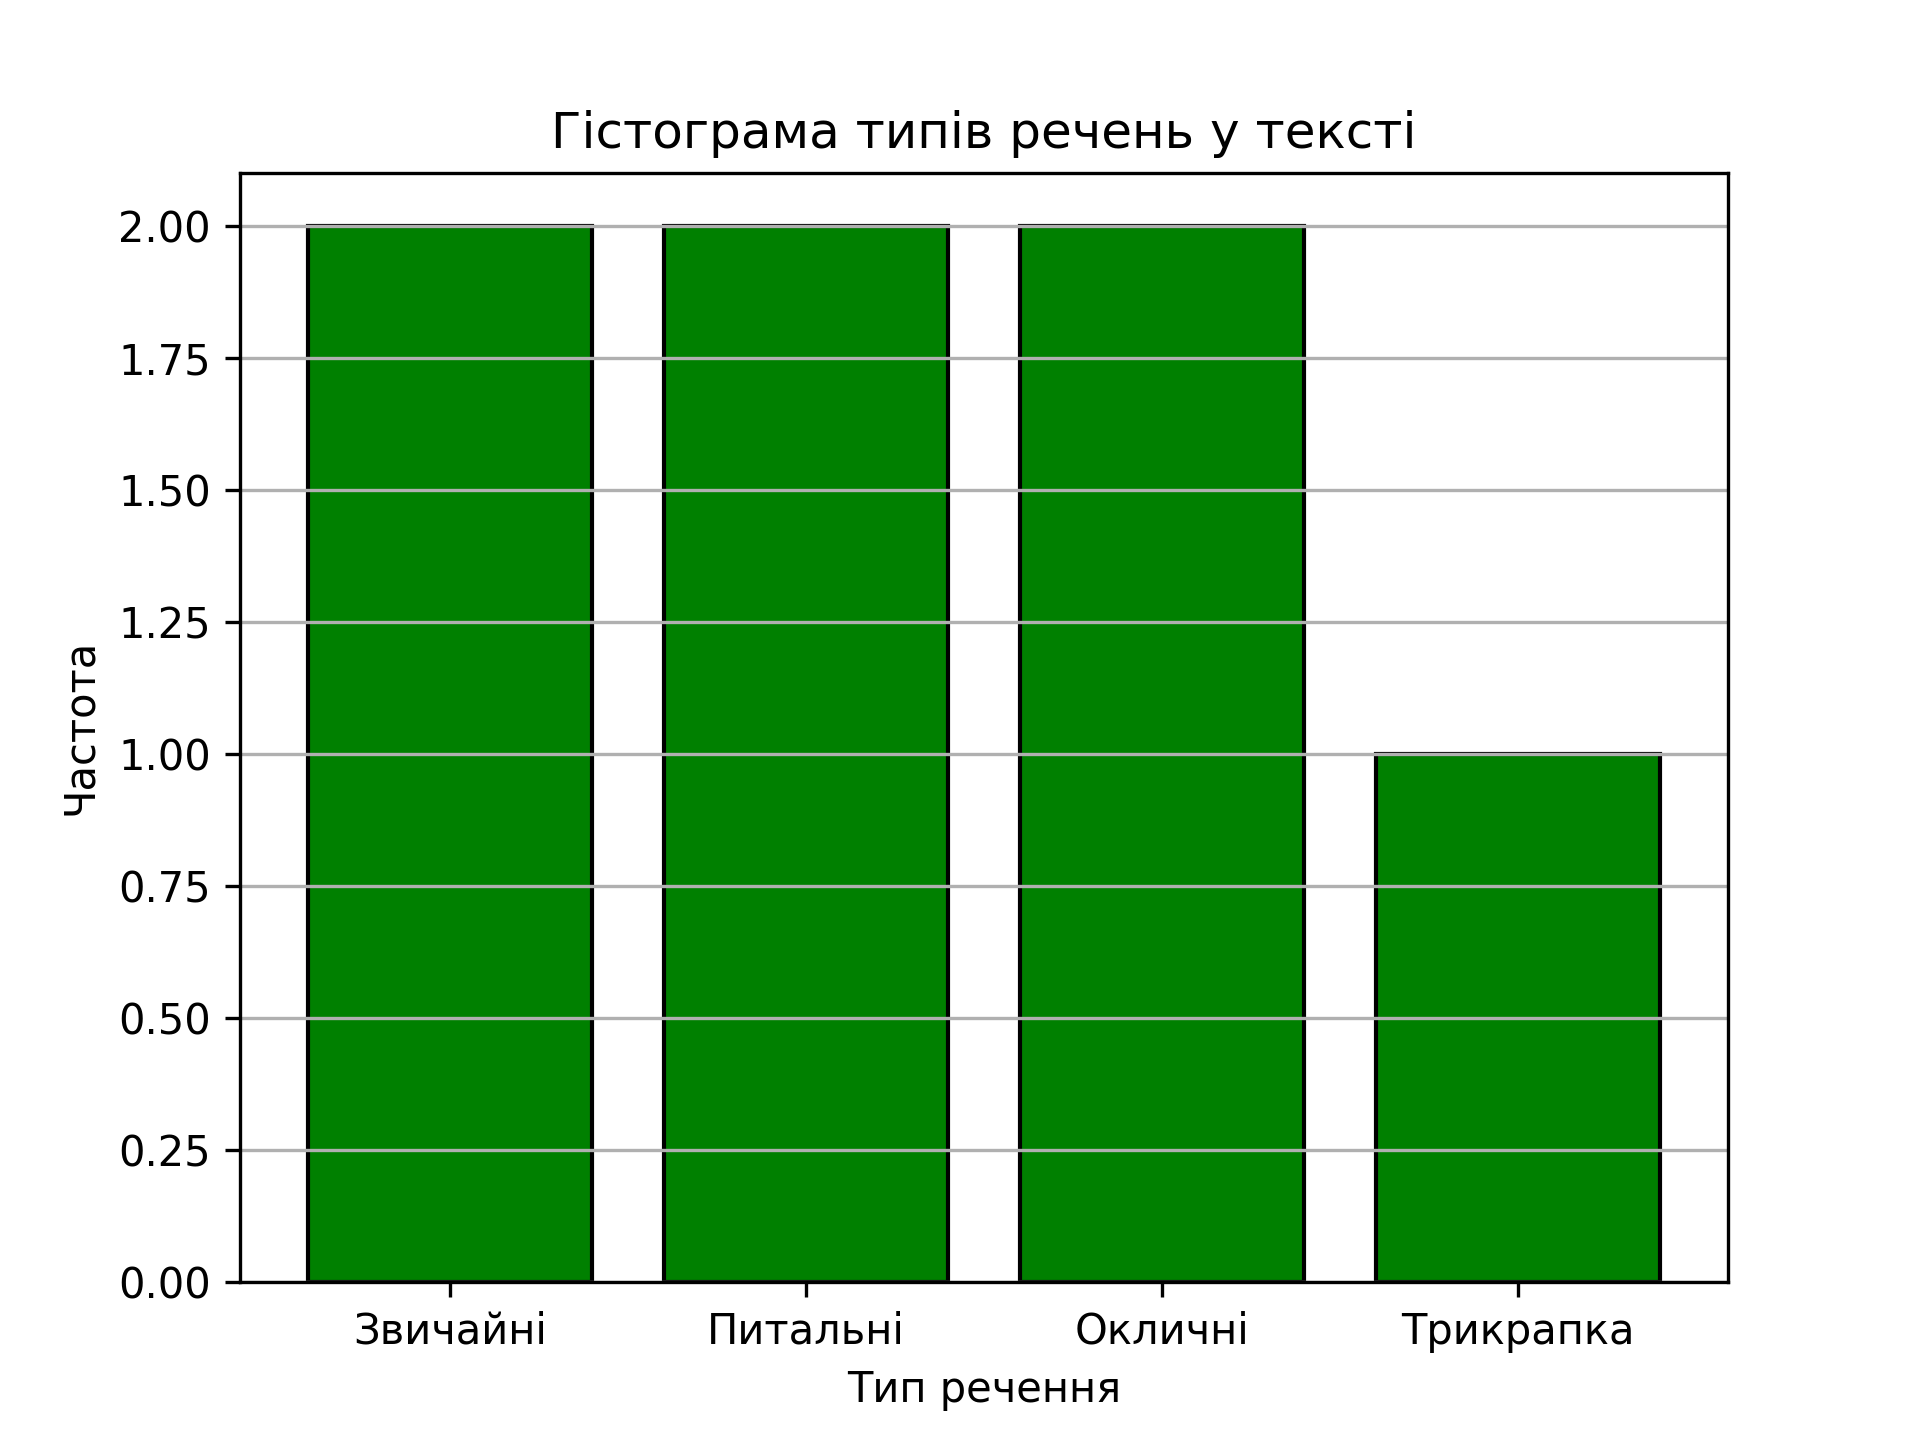 Гістограма типів речень у тексті
2.00
1.75
1.50
1.25
1.00
0.75
0.50
0.25
0.00
Частота
Звичайні Питальні Окличні Трикрапка
Тип речення